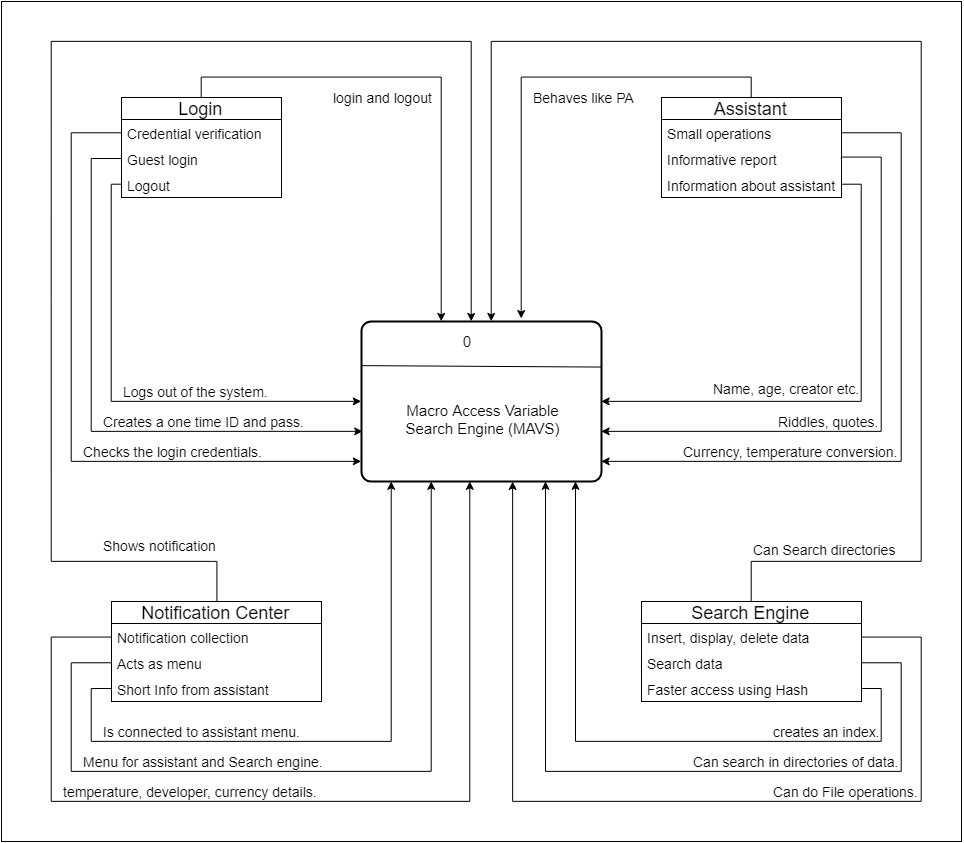 login and logout
Behaves like PA
Login
Credential verification
Guest login
Logout
Assistant
Small operations
Informative report
Information about assistant
0
Macro Access Variable
Search Engine (MAVS)
Logs out of the system.
Creates a one time ID and pass.
Checks the login credentials.
Name, age, creator etc.
Riddles, quotes.
Currency, temperature conversion.
Shows notification
Can Search directories
Notification Center
Notification collection
Acts as menu
Short Info from assistant
Search Engine
Insert, display, delete data
Search data
Faster access using Hash
Is connected to assistant menu.
Menu for assistant and Search engine.
temperature, developer, currency details.
creates an index.
Can search in directories of data.
Can do File operations.